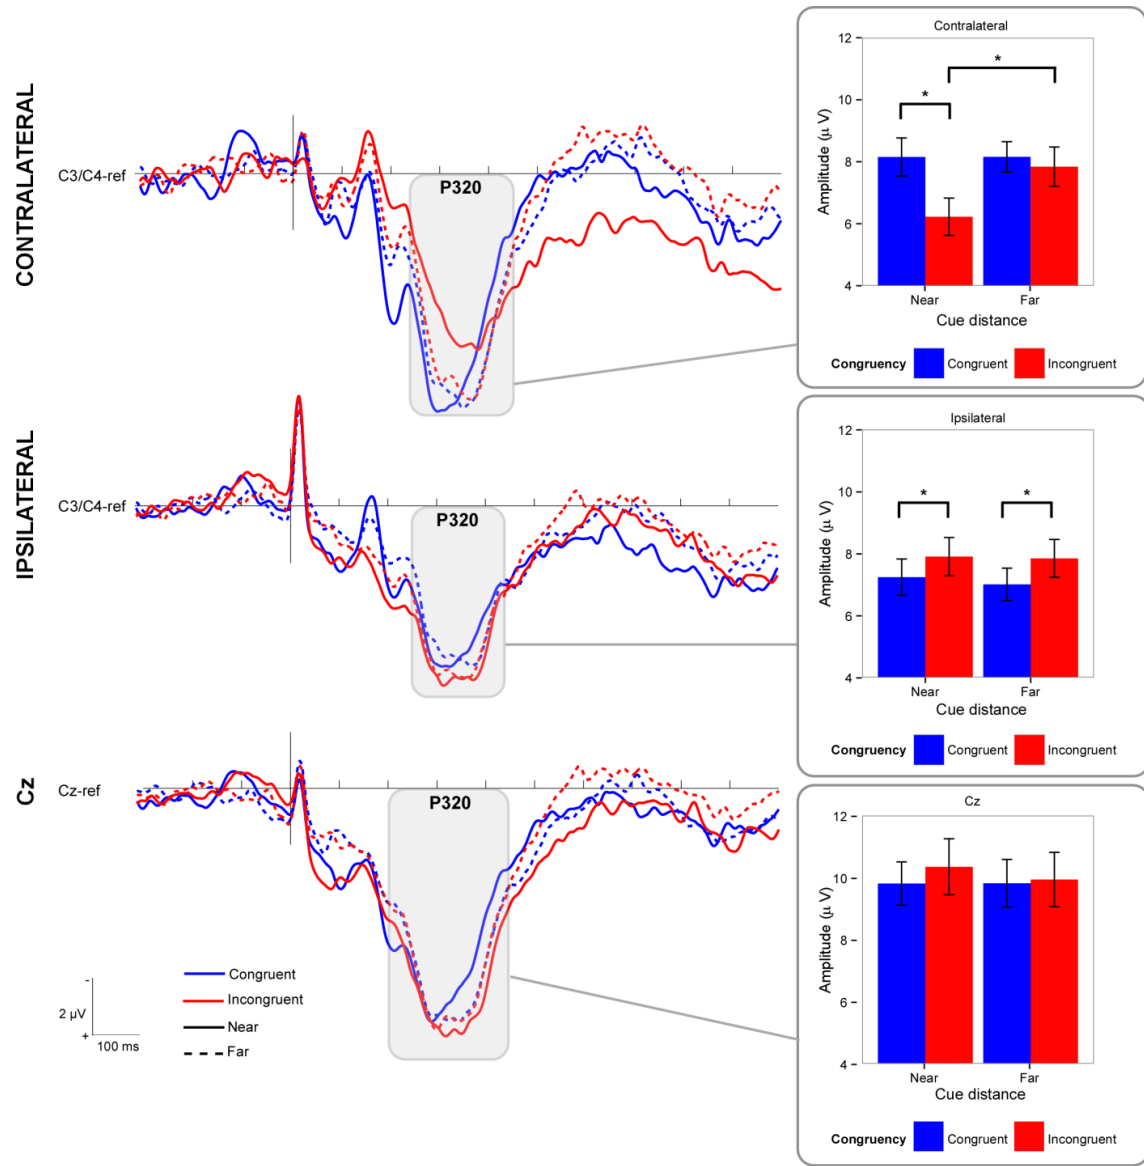 CONTRALATERAL
C3/C4-ref
P320
Contralateral
Amplitude (μ V)
12
10
8
6
4
*
*
Near
Far
Cue distance
Congruency Congruent Incongruent
IPSILATERAL
C3/C4-ref
P320
Ipsilateral
Amplitude (μ V)
12
10
8
6
4
*
*
Near
Far
Cue distance
Congruency Congruent Incongruent
Cz
Cz-ref
P320
Cz
Amplitude (μ V)
12
10
8
6
4
Near
Far
Cue distance
Congruency Congruent Incongruent
-
2 μV
+
100 ms
Congruent
Incongruent
Near
Far